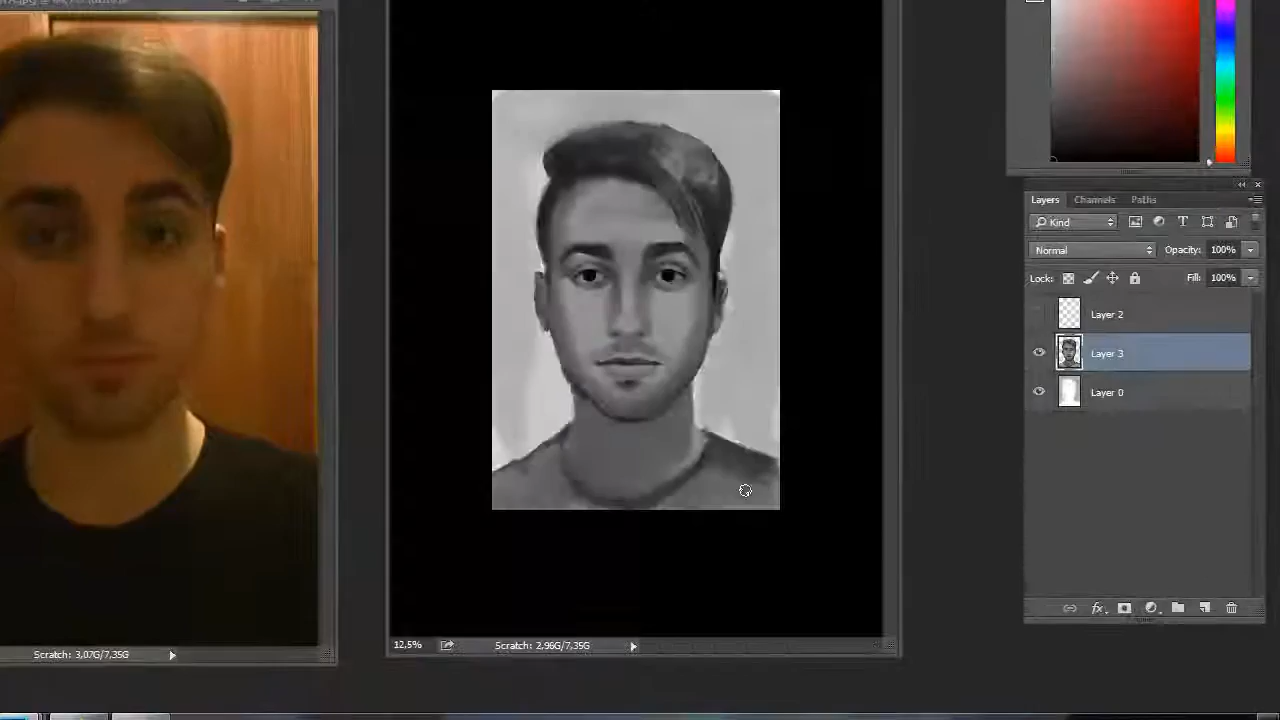 Layers Channels Paths
Kind
Normal Opacity: 100%
Lock: Fill: 100%
Layer 2
Layer 3
Layer 0
fx
12,5% Scratch: 2,96G/7,35G
Scratch: 3,07G/7,35G